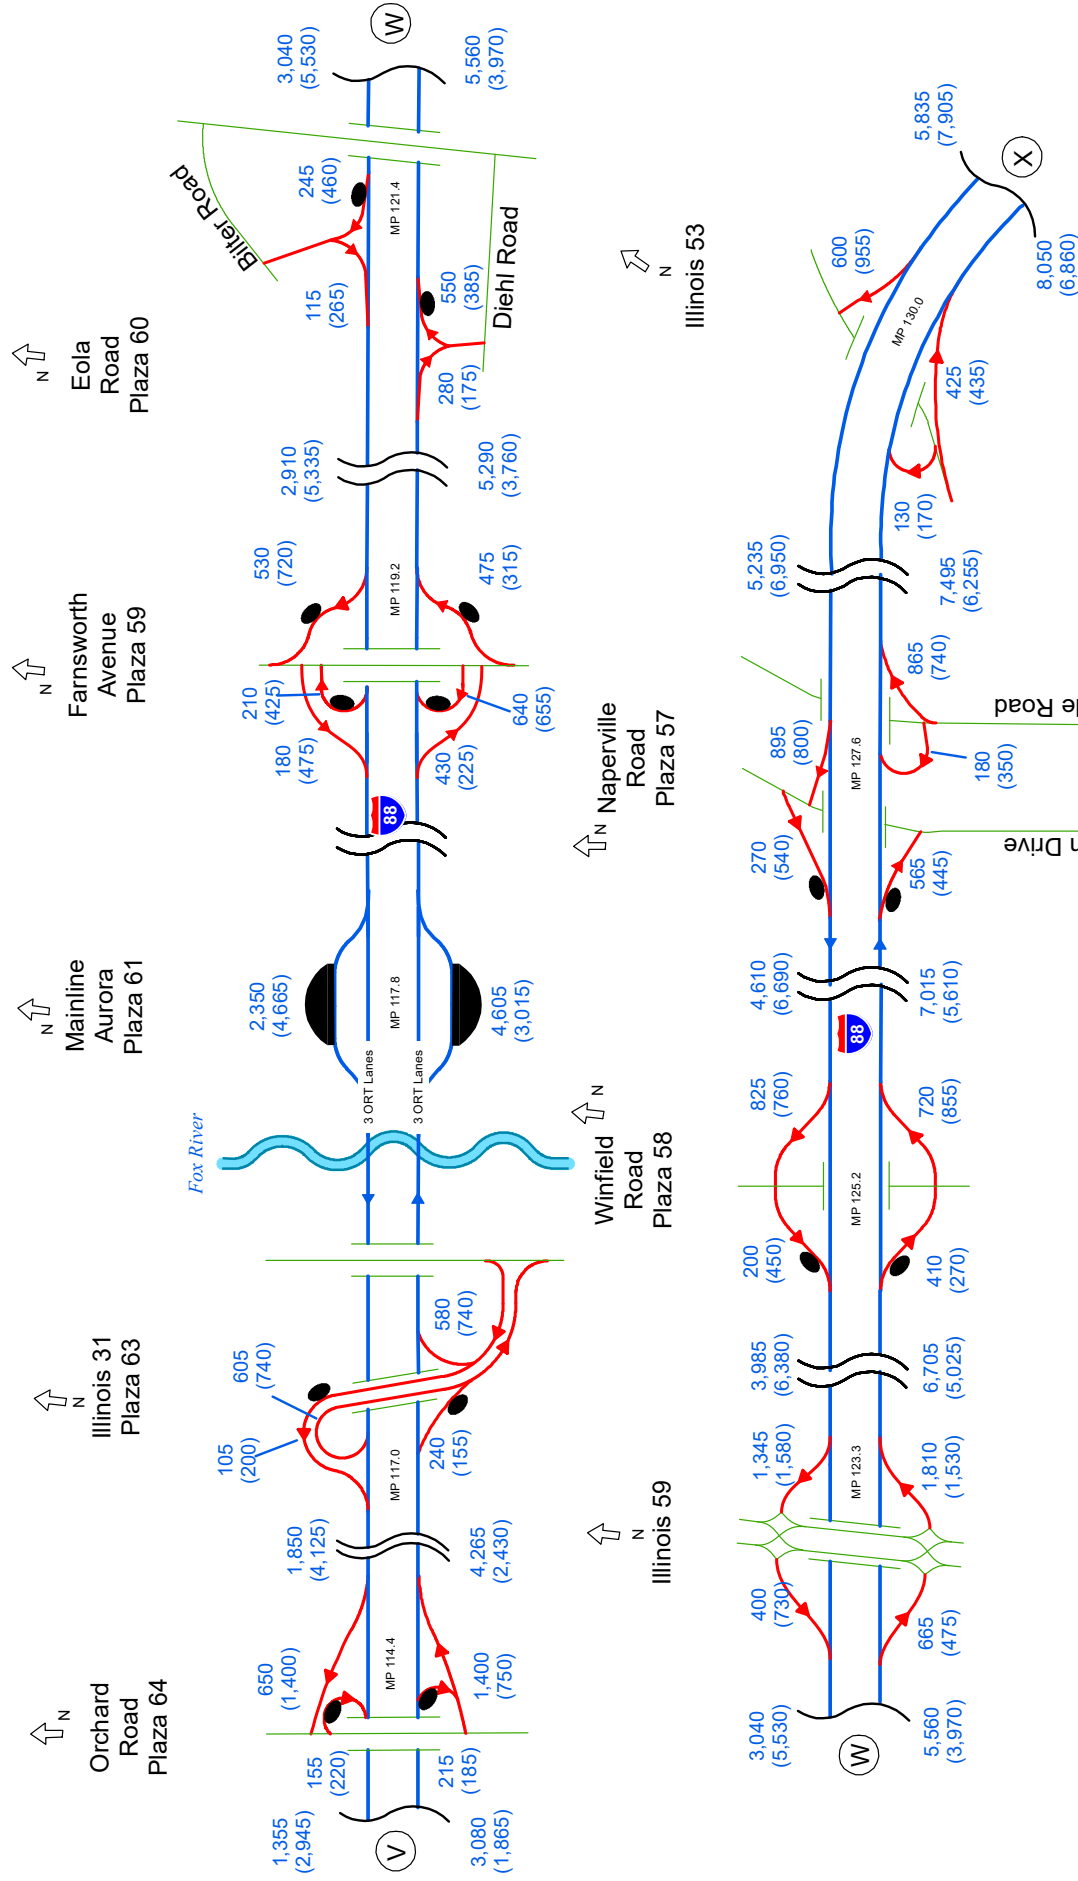 Orchard
Road
Plaza 64
Illinois 31
Plaza 63
Mainline
Aurora
Plaza 61
Farnsworth
Avenue
Plaza 59
Eola
Road
Plaza 60
N
N
N
N
N
1,355
(2,945)
155
(220)
650
(1,400)
1,850
(4,125)
105
(200)
605
(740)
Fox River
2,350
(4,665)
180
(475)
210
(425)
530
(720)
2,910
(5,335)
115
(265)
Bilter Road
245
(460)
3,040
(5,530)
V
MP 114.4
MP 117.0
3 ORT Lanes
3 ORT Lanes
MP 117.8
88
MP 119.2
MP 121.4
W
3,080
(1,865)
215
(185)
1,400
(750)
4,265
(2,430)
240
(155)
580
(740)
4,605
(3,015)
430
(225)
640
(655)
475
(315)
5,290
(3,760)
280
(175)
550
(385)
Diehl Road
5,560
(3,970)
Illinois 59
Winfield
Road
Plaza 58
Naperville
Road
Plaza 57
Illinois 53
N
N
N
N
3,040
(5,530)
400
(730)
1,345
(1,580)
3,985
(6,380)
200
(450)
825
(760)
4,610
(6,690)
270
(540)
895
(800)
5,235
(6,950)
600
(955)
5,835
(7,905)
W
MP 123.3
MP 125.2
88
MP 127.6
MP 130.0
X
5,560
(3,970)
665
(475)
1,810
(1,530)
6,705
(5,025)
410
(270)
720
(855)
7,015
(5,610)
565
(445)
180
(350)
865
(740)
7,495
(6,255)
130
(170)
425
(435)
8,050
(6,860)
Drive
Road